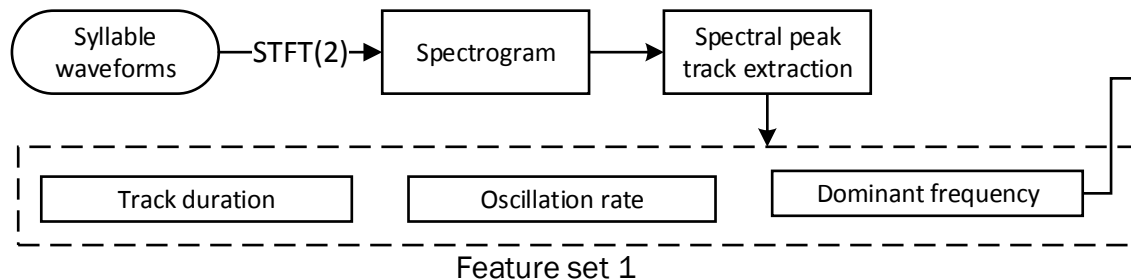 Syllable
waveforms
STFT(2)
Spectrogram
Spectral peak
track extraction
Track duration
Oscillation rate
Dominant frequency
Feature set 1